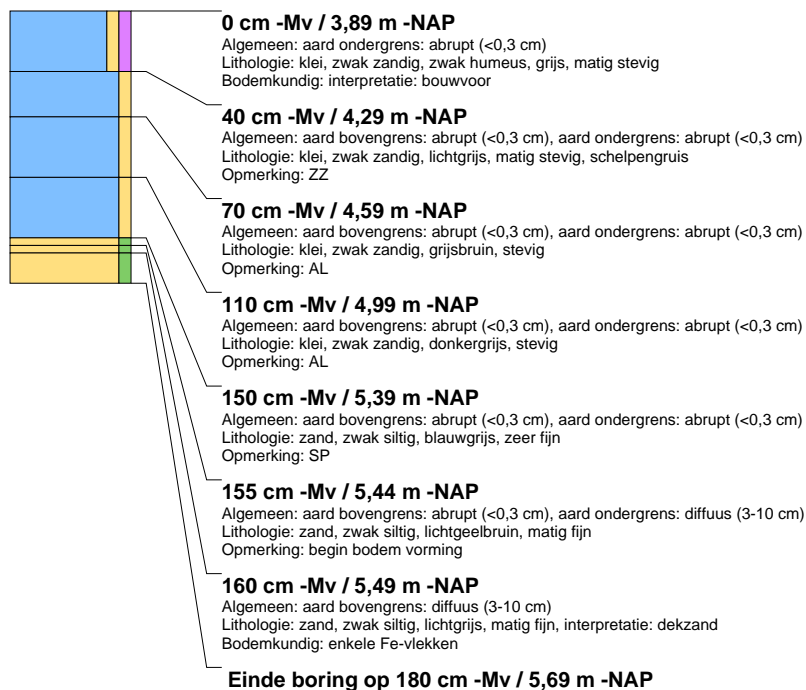 0 cm -Mv / 3,89 m -NAP
Algemeen: aard ondergrens: abrupt (<0,3 cm)
Lithologie: klei, zwak zandig, zwak humeus, grijs, matig stevig
Bodemkundig: interpretatie: bouwvoor
40 cm -Mv / 4,29 m -NAP
Algemeen: aard bovengrens: abrupt (<0,3 cm), aard ondergrens: abrupt (<0,3 cm)
Lithologie: klei, zwak zandig, lichtgrijs, matig stevig, schelpengruis
Opmerking: ZZ
70 cm -Mv / 4,59 m -NAP
Algemeen: aard bovengrens: abrupt (<0,3 cm), aard ondergrens: abrupt (<0,3 cm)
Lithologie: klei, zwak zandig, grijsbruin, stevig
Opmerking: AL
110 cm -Mv / 4,99 m -NAP
Algemeen: aard bovengrens: abrupt (<0,3 cm), aard ondergrens: abrupt (<0,3 cm)
Lithologie: klei, zwak zandig, donkergrijs, stevig
Opmerking: AL
150 cm -Mv / 5,39 m -NAP
Algemeen: aard bovengrens: abrupt (<0,3 cm), aard ondergrens: abrupt (<0,3 cm)
Lithologie: zand, zwak siltig, blauwgrijs, zeer fijn
Opmerking: SP
155 cm -Mv / 5,44 m -NAP
Algemeen: aard bovengrens: abrupt (<0,3 cm), aard ondergrens: diffuus (3-10 cm)
Lithologie: zand, zwak siltig, lichtgeelbruin, matig fijn
Opmerking: begin bodem vorming
160 cm -Mv / 5,49 m -NAP
Algemeen: aard bovengrens: diffuus (3-10 cm)
Lithologie: zand, zwak siltig, lichtgrijs, matig fijn, interpretatie: dekzand
Bodemkundig: enkele Fe-vlekken
Einde boring op 180 cm -Mv / 5,69 m -NAP